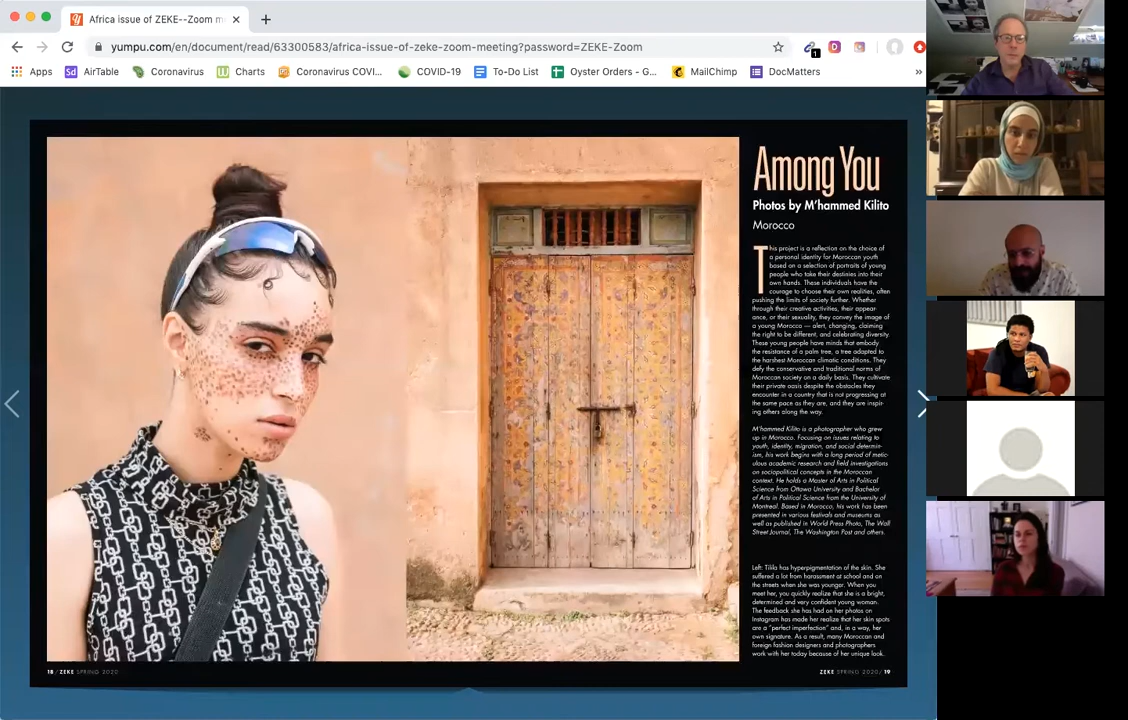 Africa issue of ZEKE--Zoom m
yumpu.com/en/document/read/63300583/africa-issue-of-zeke-zoom-meeting?password=ZEKE-Zoom
1
Apps
Sd AirTable
Coronavirus
Charts
Coronavirus COVI...
COVID-19
To-Do List
Oyster Orders - G...
MailChimp
DocMatters
»
Among You
Photos by M'hammed Kilito
Morocco
This project is a reflection on the choice of
a personal identity for Moroccan youth
based on a selection of portraits of young
people who take their destinies into their
own hands. These individuals have the
courage to choose their own realities, often
pushing the limits of society further. Whether
through their creative activities, their appear-
ance, or their sexuality, they convey the image of
a young Morocco — alert, changing, claiming
the right to be different, and celebrating diversity.
These young people have minds that embody
the resistance of a palm tree, a tree adapted to
the harshest Moroccan climatic conditions. They
defy the conservative and traditional norms of
Moroccan society on a daily basis. They cultivate
their private oasis despite the obstacles they
encounter in a country that is not progressing at
the same pace as they are, and they are inspir-
ing others along the way.
M'hammed Kilito is a photographer who grew
up in Morocco. Focusing on issues relating to
youth, identity, migration, and social determin-
ism, his work begins with a long period of metic-
ulous academic research and field investigations
on sociopolitical concepts in the Moroccan
context. He holds a Master of Arts in Political
Science from Ottawa University and Bachelor
of Arts in Political Science from the University of
Montreal. Based in Morocco, his work has been
presented in various festivals and museums as
well as published in World Press Photo, The Wall
Street Journal, The Washington Post and others.
Left: Tilila has hyperpigmentation of the skin. She
suffered a lot from harassment at school and on
the streets when she was younger. When you
meet her, you quickly realize that she is a bright,
determined and very confident young woman.
The feedback she has had on her photos on
Instagram has made her realize that her skin spots
are a "perfect imperfection" and, in a way, her
own signature. As a result, many Moroccan and
foreign fashion designers and photographers
work with her today because of her unique look.
18 / ZEKE SPRING 2020
ZEKE SPRING 2020/ 19